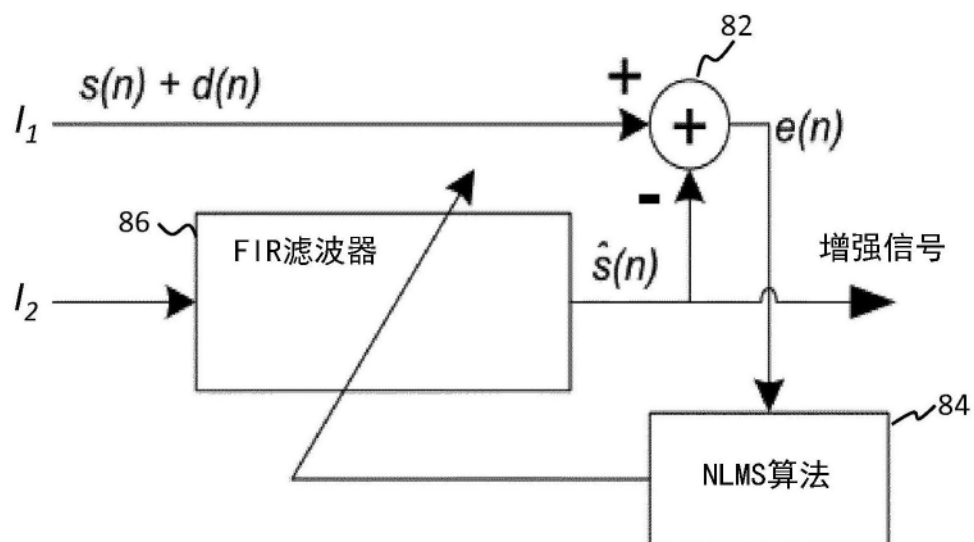 82
s(n) + d(n)
I₁
+
+
e(n)
-
86
FIR滤波器
ŝ(n)
增强信号
I₂
84
NLMS算法